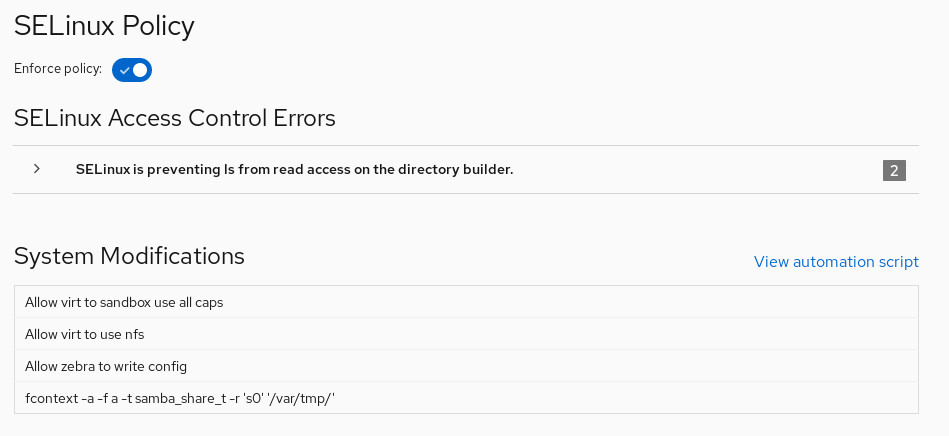 SELinux Policy
Enforce policy:
SELinux Access Control Errors
SELinux is preventing ls from read access on the directory builder. 2
System Modifications
View automation script
Allow virt to sandbox use all caps
Allow virt to use nfs
Allow zebra to write config
fcontext -a -f a -t samba_share_t -r 's0' '/var/tmp/'